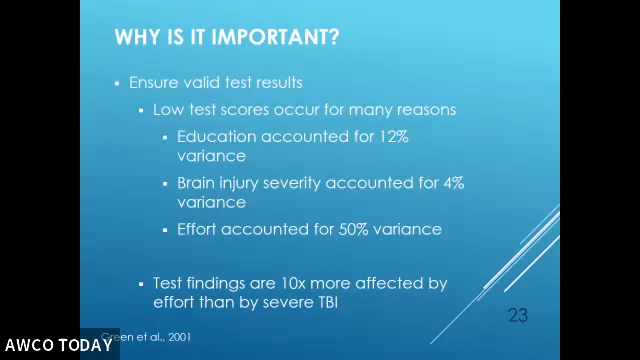 WHY IS IT IMPORTANT?
Ensure valid test results
Low test scores occur for many reasons
Education accounted for 12%
variance
Brain injury severity accounted for 4%
variance
Effort accounted for 50% variance
Test findings are 10x more affected by
effort than by severe TBI
23
Green et al., 2001
AWCO TODAY